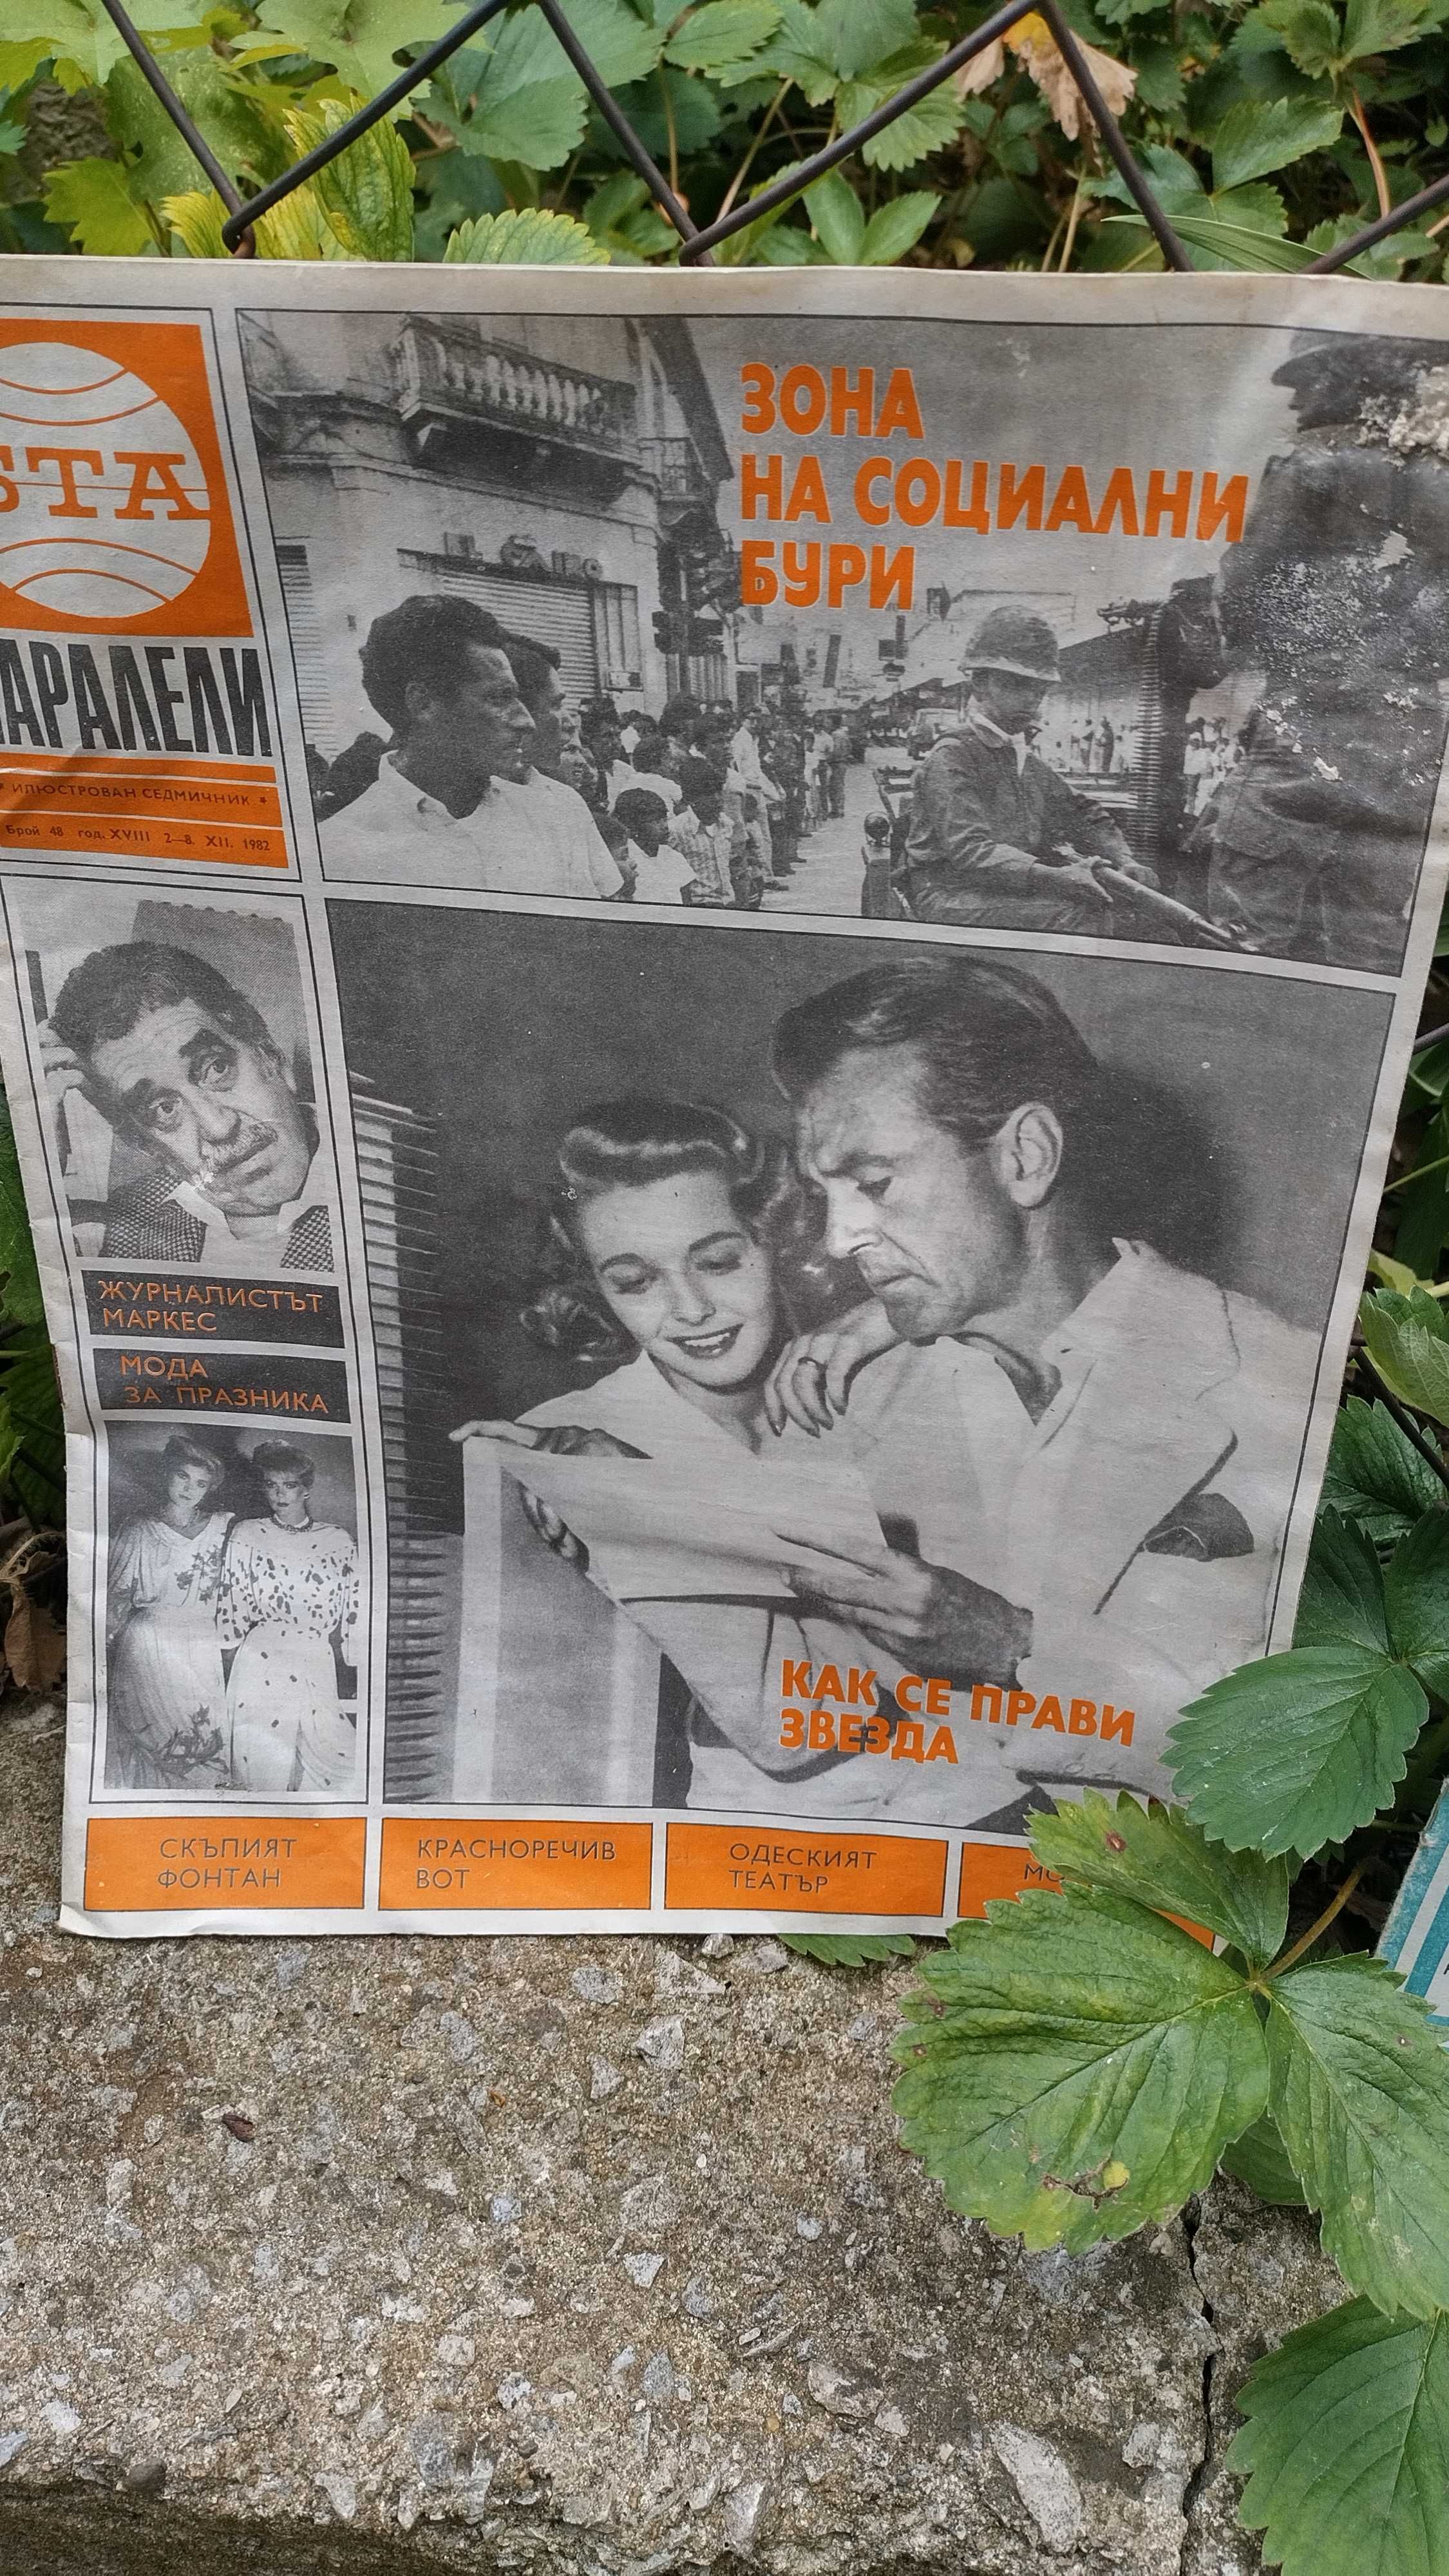 ЗОНА
НА СОЦИАЛНИ
БУРИ
STA
АРАЛЕЛИ
* ИЛЮСТРОВАН СЕДМИЧНИК *
Брой 48 год. XVIII 2—8. XII. 1982
ЖУРНАЛИСТЪТ
МАРКЕС
МОДА
ЗА ПРАЗНИКА
КАК СЕ ПРАВИ
ЗВЕЗДА
СКЪПИЯТ
ФОНТАН
КРАСНОРЕЧИВ
ВОТ
ОДЕСКИЯТ
ТЕАТЪР